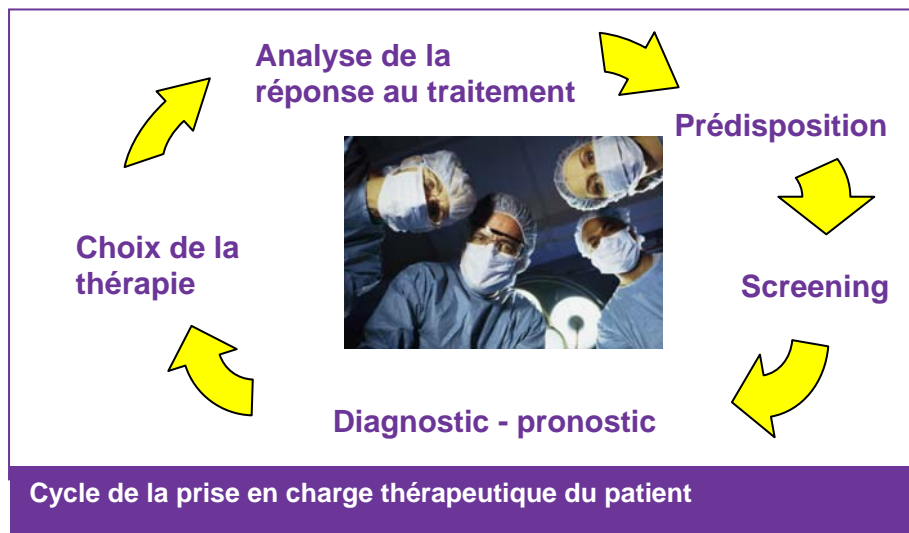 Analyse de la
réponse au traitement
Prédisposition
Screening
Diagnostic - pronostic
Choix de la
thérapie
Cycle de la prise en charge thérapeutique du patient